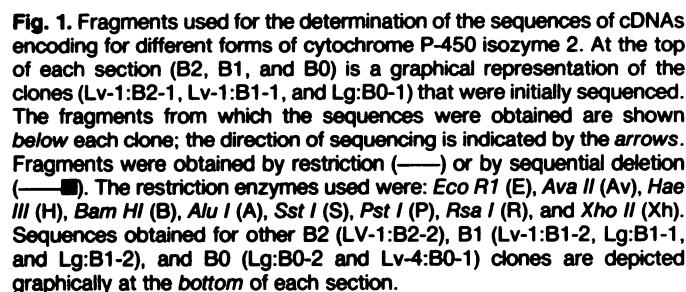 Fig. 1. Fragments used for the determination of the sequences of cDNAs
encoding for different forms of cytochrome P-450 isozyme 2. At the top
of each section (B2, B1, and B0) is a graphical representation of the
clones (Lv-1:B2-1, Lv-1:B1-1, and Lg:B0-1) that were initially sequenced.
The fragments from which the sequences were obtained are shown
below each clone; the direction of sequencing is indicated by the arrows.
Fragments were obtained by restriction (——) or by sequential deletion
(——■). The restriction enzymes used were: Eco R1 (E), Ava II (Av), Hae
III (H), Bam HI (B), Alu I (A), Sst I (S), Pst I (P), Rsa I (R), and Xho II (Xh).
Sequences obtained for other B2 (LV-1:B2-2), B1 (Lv-1:B1-2, Lg:B1-1,
and Lg:B1-2), and B0 (Lg:B0-2 and Lv-4:B0-1) clones are depicted
graphically at the bottom of each section.